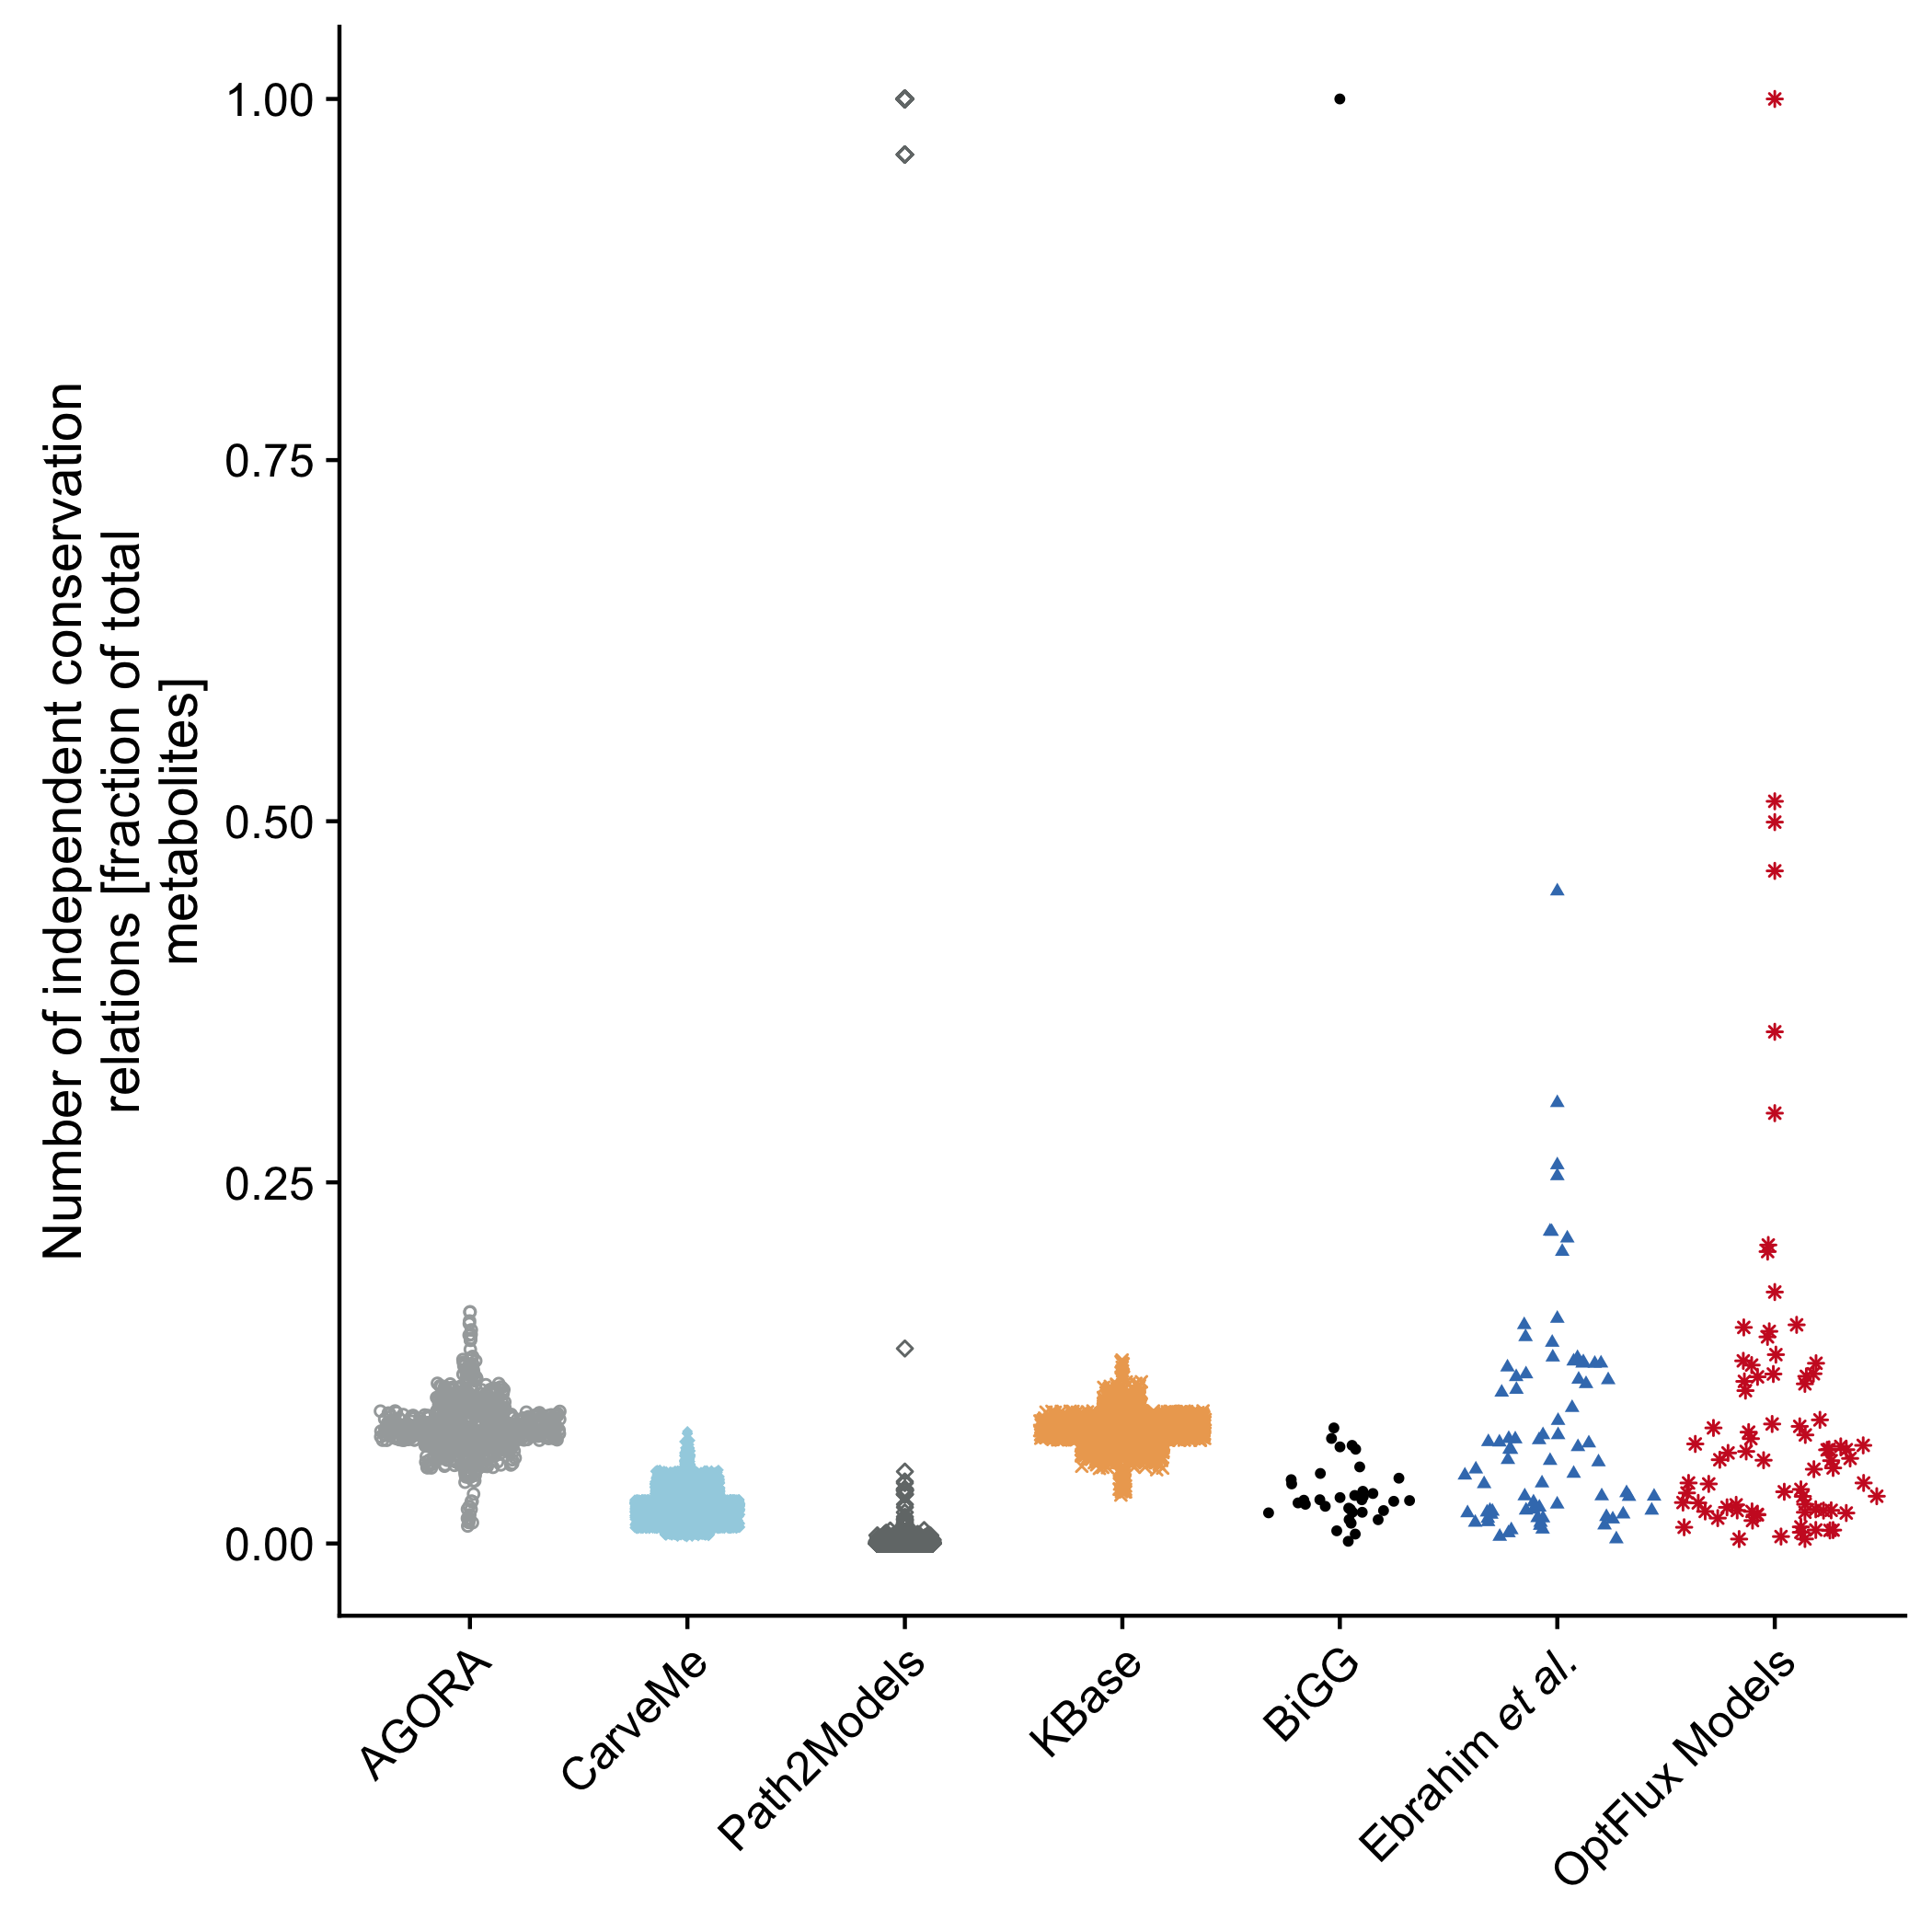 Number of independent conservation
relations [fraction of total
metabolites]
1.00
0.75
0.50
0.25
0.00
AGORA
CarveMe
Path2Models
KBase
BiGG
Ebrahim et al.
OptFlux Models